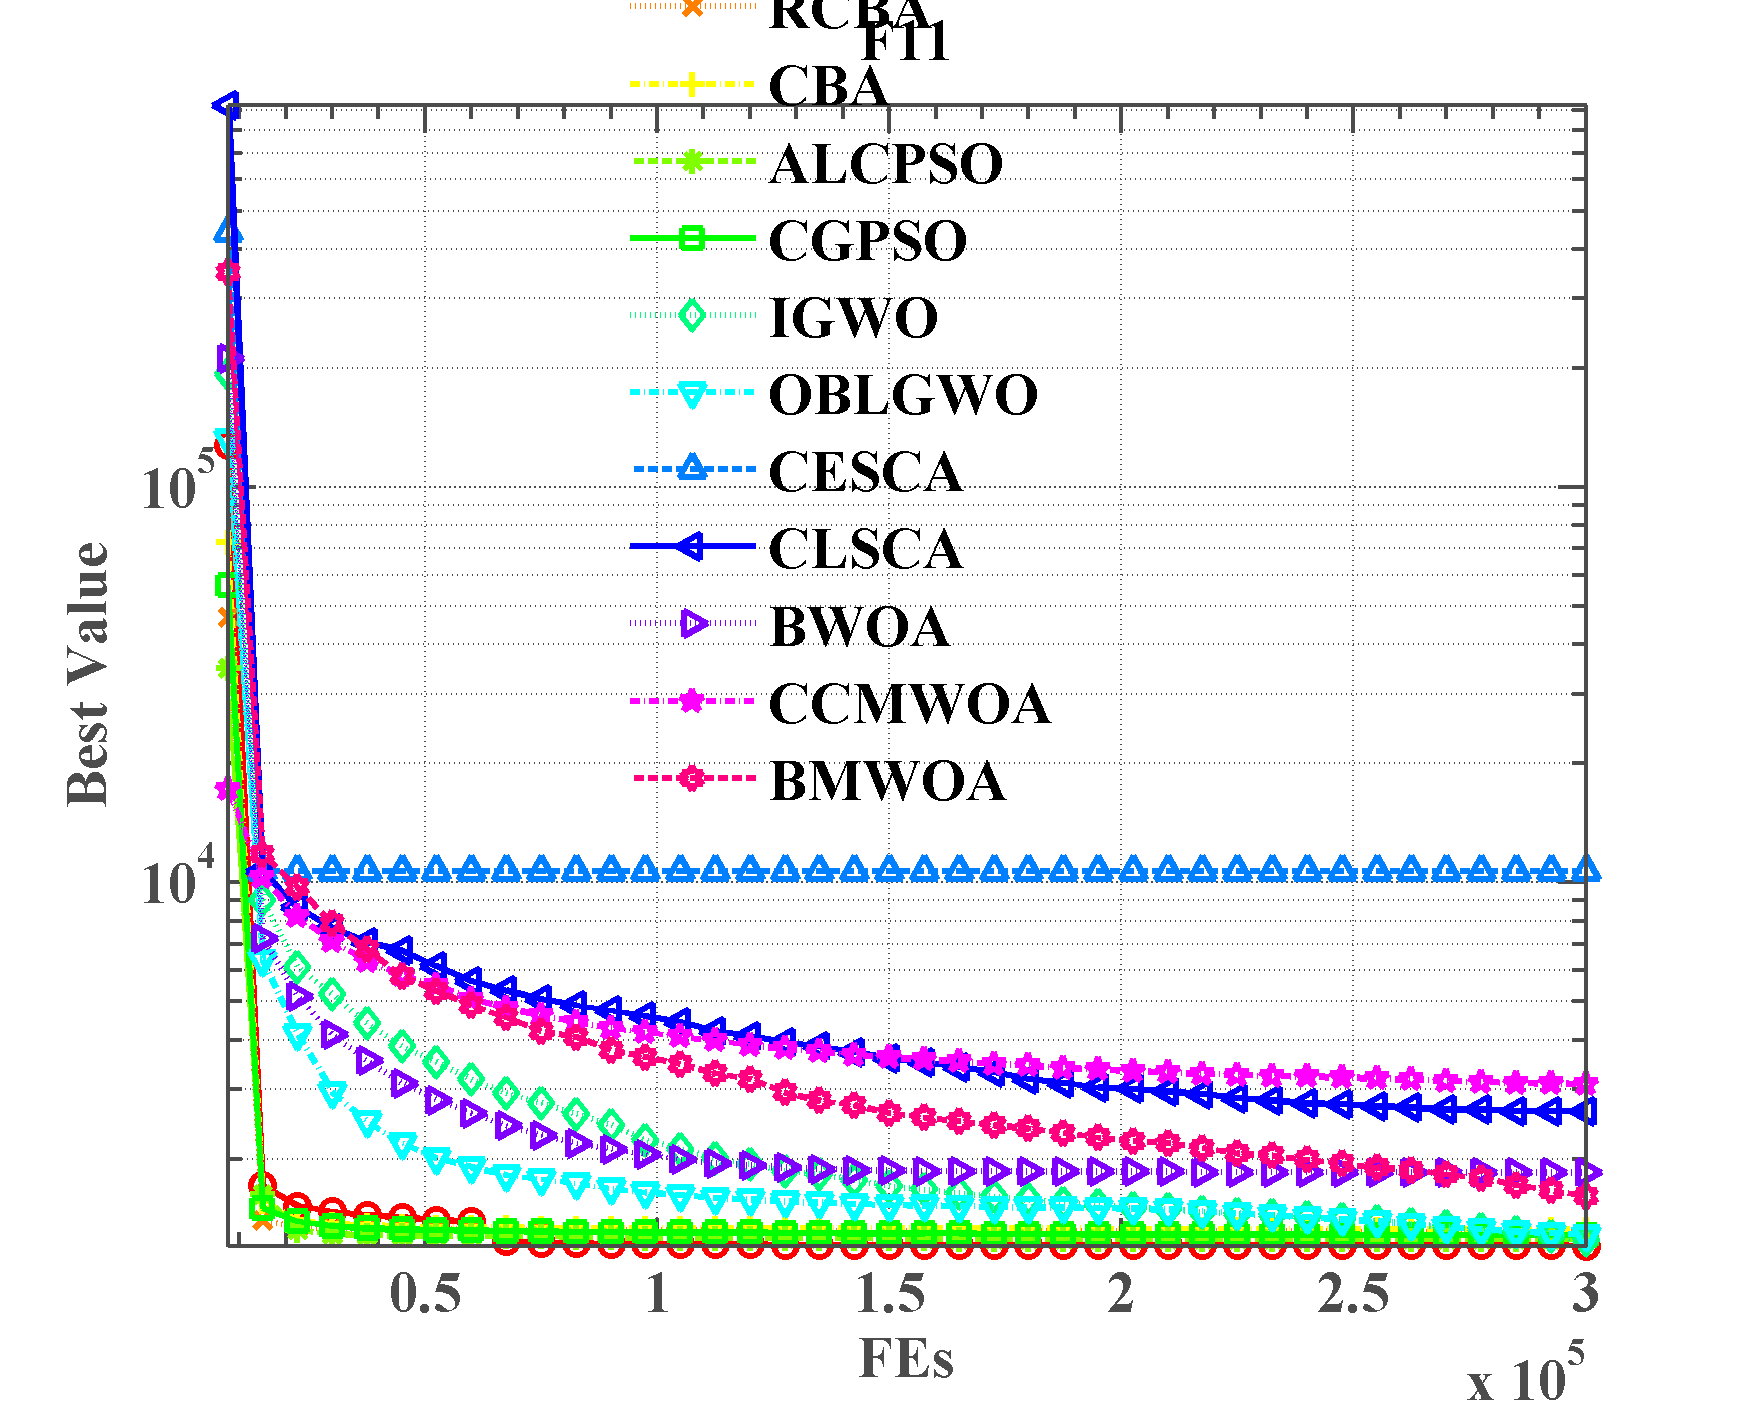 RCBA
F11
CBA
ALCPSO
CGPSO
IGWO
OBLGWO
CESCA
CLSCA
BWOA
CCMWOA
BMWOA
Best Value
10^5
10^4
0.5 1 1.5 2 2.5 3
FEs
x 10^5